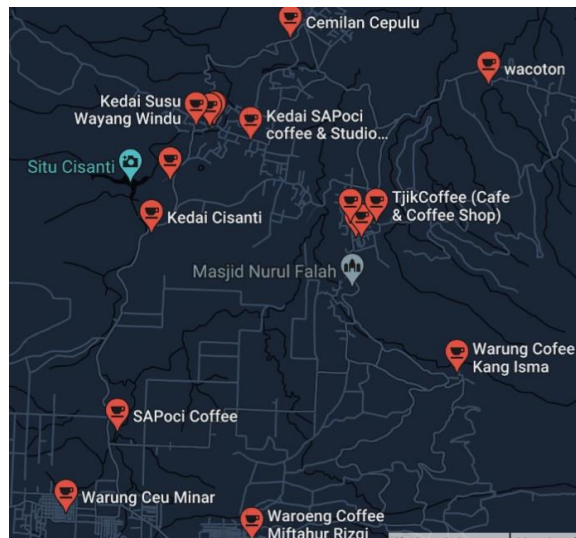 Cemilan Cepulu
wacoton
Kedai Susu
Wayang Windu
Kedai SAPoci
coffee & Studio...
Situ Cisanti
Kedai Cisanti
TjikCoffee (Cafe
& Coffee Shop)
Masjid Nurul Falah
Warung Cofee
Kang Isma
SAPoci Coffee
Warung Ceu Minar
Waroeng Coffee
Miftahur Rizqi